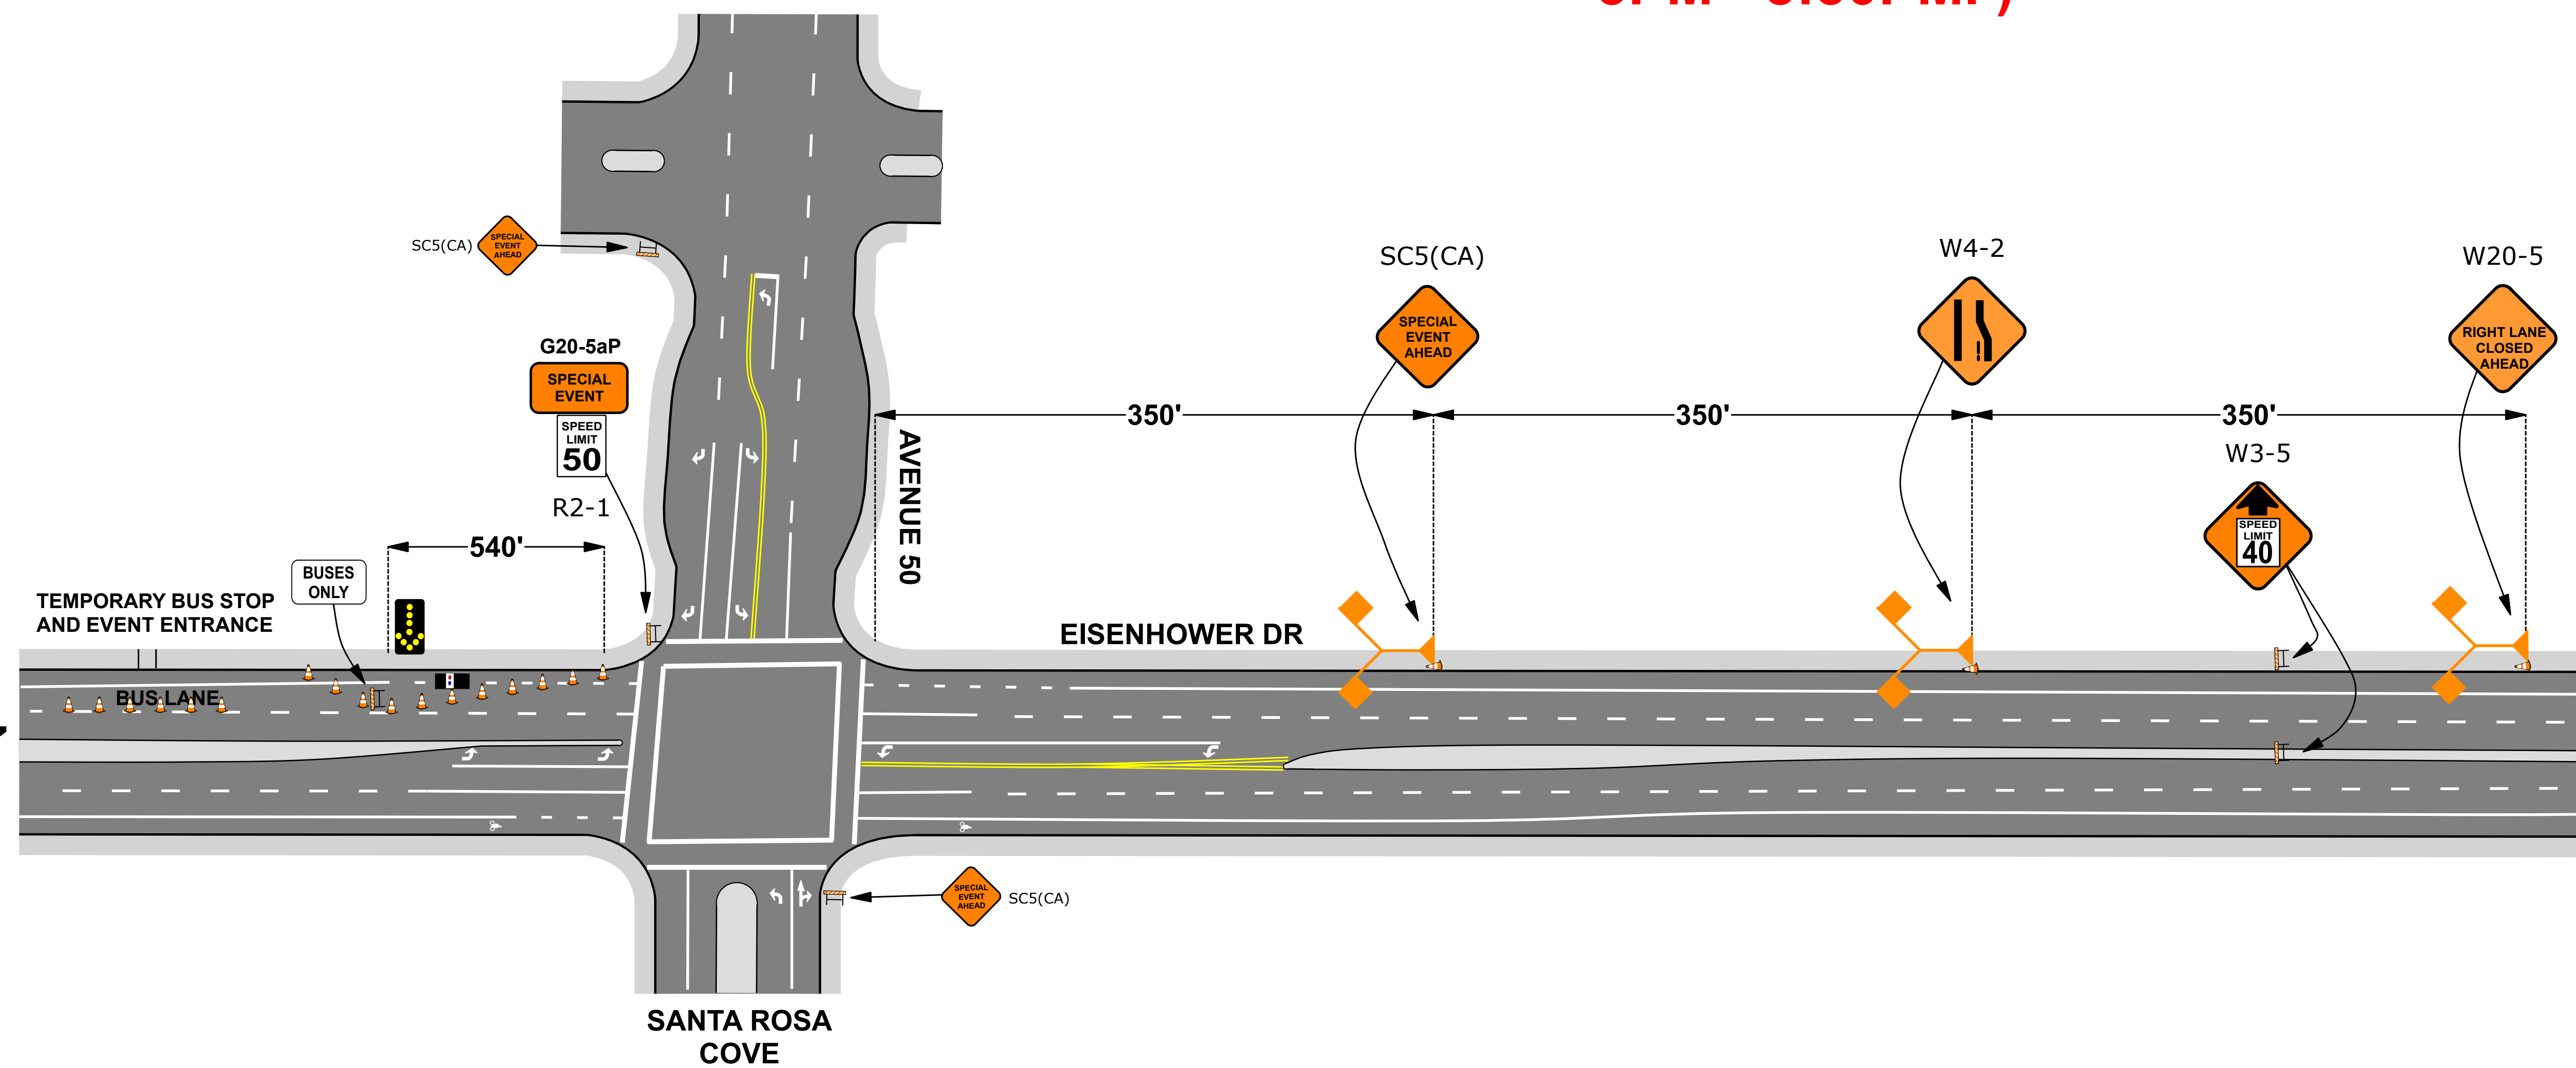 SC5(CA)
SPECIAL
EVENT
AHEAD
G20-5aP
SPECIAL
EVENT
SPEED
LIMIT
50
R2-1
540'
BUSES
ONLY
TEMPORARY BUS STOP
AND EVENT ENTRANCE
BUS LANE
AVENUE 50
350'
350'
350'
SC5(CA)
SPECIAL
EVENT
AHEAD
W4-2
W20-5
RIGHT LANE
CLOSED
AHEAD
W3-5
SPEED
LIMIT
40
EISENHOWER DR
SPECIAL
EVENT
AHEAD
SC5(CA)
SANTA ROSA
COVE